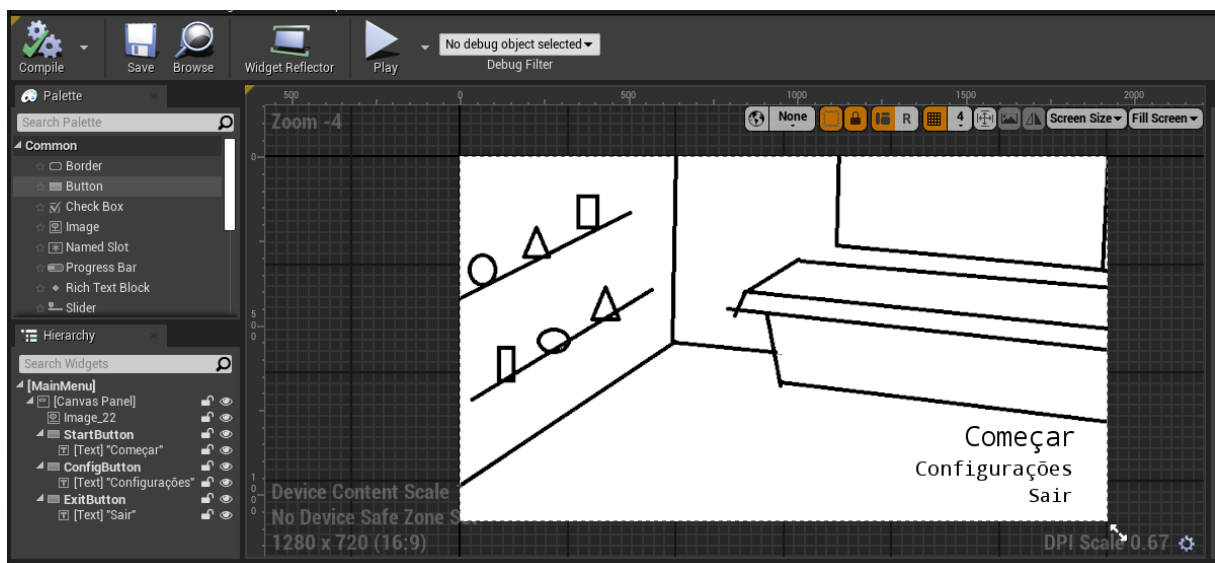 Compile
Save
Browse
Widget Reflector
Play
No debug object selected
Debug Filter
Palette
Search Palette
Common
Border
Button
Check Box
Image
Named Slot
Progress Bar
Rich Text Block
Slider
Hierarchy
Search Widgets
[MainMenu]
[Canvas Panel]
Image_22
StartButton
[Text] "Começar"
ConfigButton
[Text] "Configurações"
ExitButton
[Text] "Sair"
500 0 500 1000 1500 2000
Zoom -4
None
R
4
Screen Size
Fill Screen
0
500
1000
Começar
Configurações
Sair
Device Content Scale
No Device Safe Zone S
1280 x 720 (16:9)
DPI Scale 0.67